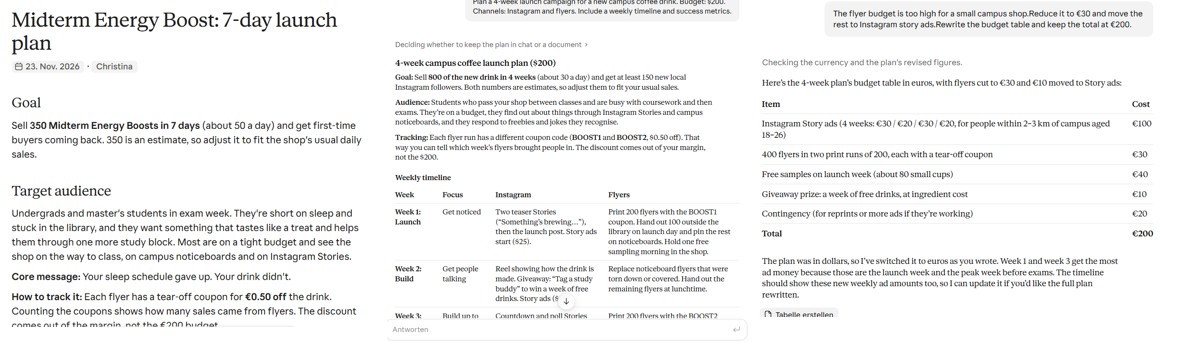 Midterm Energy Boost: 7-day launch
plan
23. Nov. 2026 • Christina
Goal
Sell 350 Midterm Energy Boosts in 7 days (about 50 a day) and get first-time
buyers coming back. 350 is an estimate, so adjust it to fit the shop's usual daily
sales.
Target audience
Undergrads and master's students in exam week. They're short on sleep and
stuck in the library, and they want something that tastes like a treat and helps
them through one more study block. Most are on a tight budget and see the
shop on the way to class, on campus noticeboards and on Instagram Stories.
Core message: Your sleep schedule gave up. Your drink didn't.
How to track it: Each flyer has a tear-off coupon for €0.50 off the drink.
Counting the coupons shows how many sales came from flyers. The discount
comes out of the margin, not the €200 budget.
Plan a 4-week launch campaign for a new campus coffee drink. Budget: $200.
Channels: Instagram and flyers. Include a weekly timeline and success metrics.
Deciding whether to keep the plan in chat or a document ›
4-week campus coffee launch plan ($200)
Goal: Sell 800 of the new drink in 4 weeks (about 30 a day) and get at least 150 new local
Instagram followers. Both numbers are estimates, so adjust them to fit your usual sales.
Audience: Students who pass your shop between classes and are busy with coursework and then
exams. They're on a budget, they find out about things through Instagram Stories and campus
noticeboards, and they respond to freebies and jokes they recognise.
Tracking: Each flyer run has a different coupon code (BOOST1 and BOOST2, $0.50 off). That
way you can tell which week's flyers brought people in. The discount comes out of your margin,
not the $200.
Weekly timeline
Week Focus Instagram Flyers
Week 1: Get noticed Two teaser Stories Print 200 flyers with the BOOST1
Launch ("Something's brewing…"), coupon. Hand out 100 outside the
then the launch post. Story ads library on launch day and pin the rest
start ($25). on noticeboards. Hold one free
sampling morning in the shop.
Week 2: Get people Reel showing how the drink is Replace noticeboard flyers that were
Build talking made. Giveaway: "Tag a study torn down or covered. Hand out the
buddy" to win a week of free remaining flyers at lunchtime.
drinks. Story ads ($
Week 3: Build up to Countdown and poll Stories Print 200 flyers with the BOOST2
Antworten
The flyer budget is too high for a small campus shop.Reduce it to €30 and move the
rest to Instagram story ads.Rewrite the budget table and keep the total at €200.
Checking the currency and the plan's revised figures.
Here's the 4-week plan's budget table in euros, with flyers cut to €30 and €10 moved to Story ads:
Item Cost
Instagram Story ads (4 weeks: €30 / €20 / €30 / €20, for people within 2–3 km of campus aged €100
18–26)
400 flyers in two print runs of 200, each with a tear-off coupon €30
Free samples on launch week (about 80 small cups) €40
Giveaway prize: a week of free drinks, at ingredient cost €10
Contingency (for reprints or more ads if they're working) €20
Total €200
The plan was in dollars, so I've switched it to euros as you wrote. Week 1 and week 3 get the most
ad money because those are the launch week and the peak week before exams. The timeline
should show these new weekly ad amounts too, so I can update it if you'd like the full plan
rewritten.
Tabelle erstellen